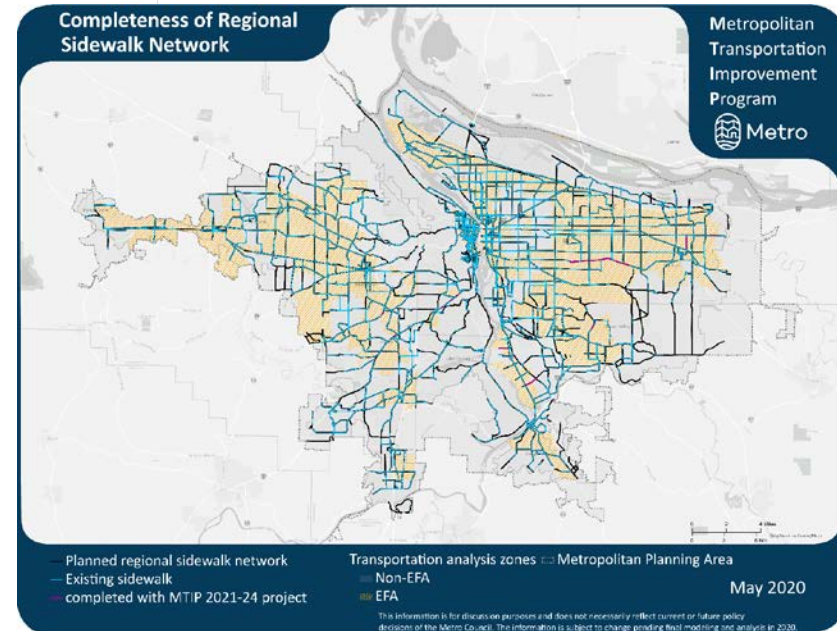 Completeness of Regional
Sidewalk Network
Metropolitan
Transportation
Improvement
Program
Metro
Planned regional sidewalk network
Existing sidewalk
completed with MTIP 2021-24 project
Transportation analysis zones
Non-EFA
EFA
Metropolitan Planning Area
May 2020
This information is for discussion purposes and does not necessarily reflect current or future policy
decisions of the Metro Council. The information is subject to change pending final modeling and analysis in 2020.